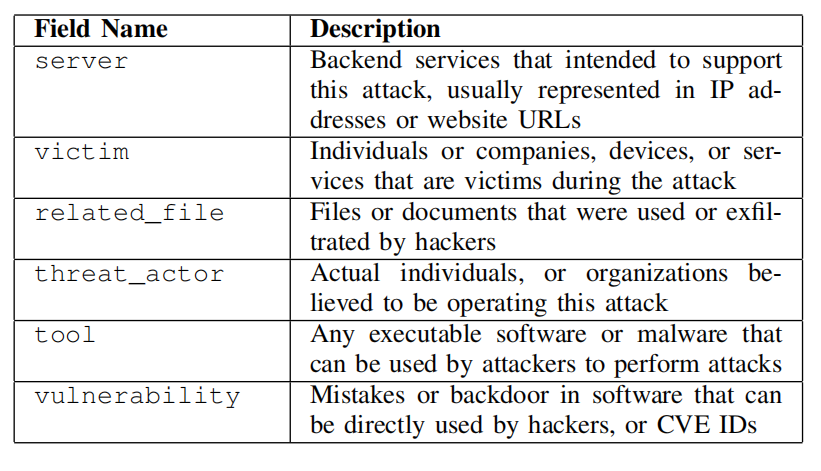 Field Name Description
server Backend services that intended to support
this attack, usually represented in IP ad-
dresses or website URLs
victim Individuals or companies, devices, or ser-
vices that are victims during the attack
related_file Files or documents that were used or exfil-
trated by hackers
threat_actor Actual individuals, or organizations be-
lieved to be operating this attack
tool Any executable software or malware that
can be used by attackers to perform attacks
vulnerability Mistakes or backdoor in software that can
be directly used by hackers, or CVE IDs